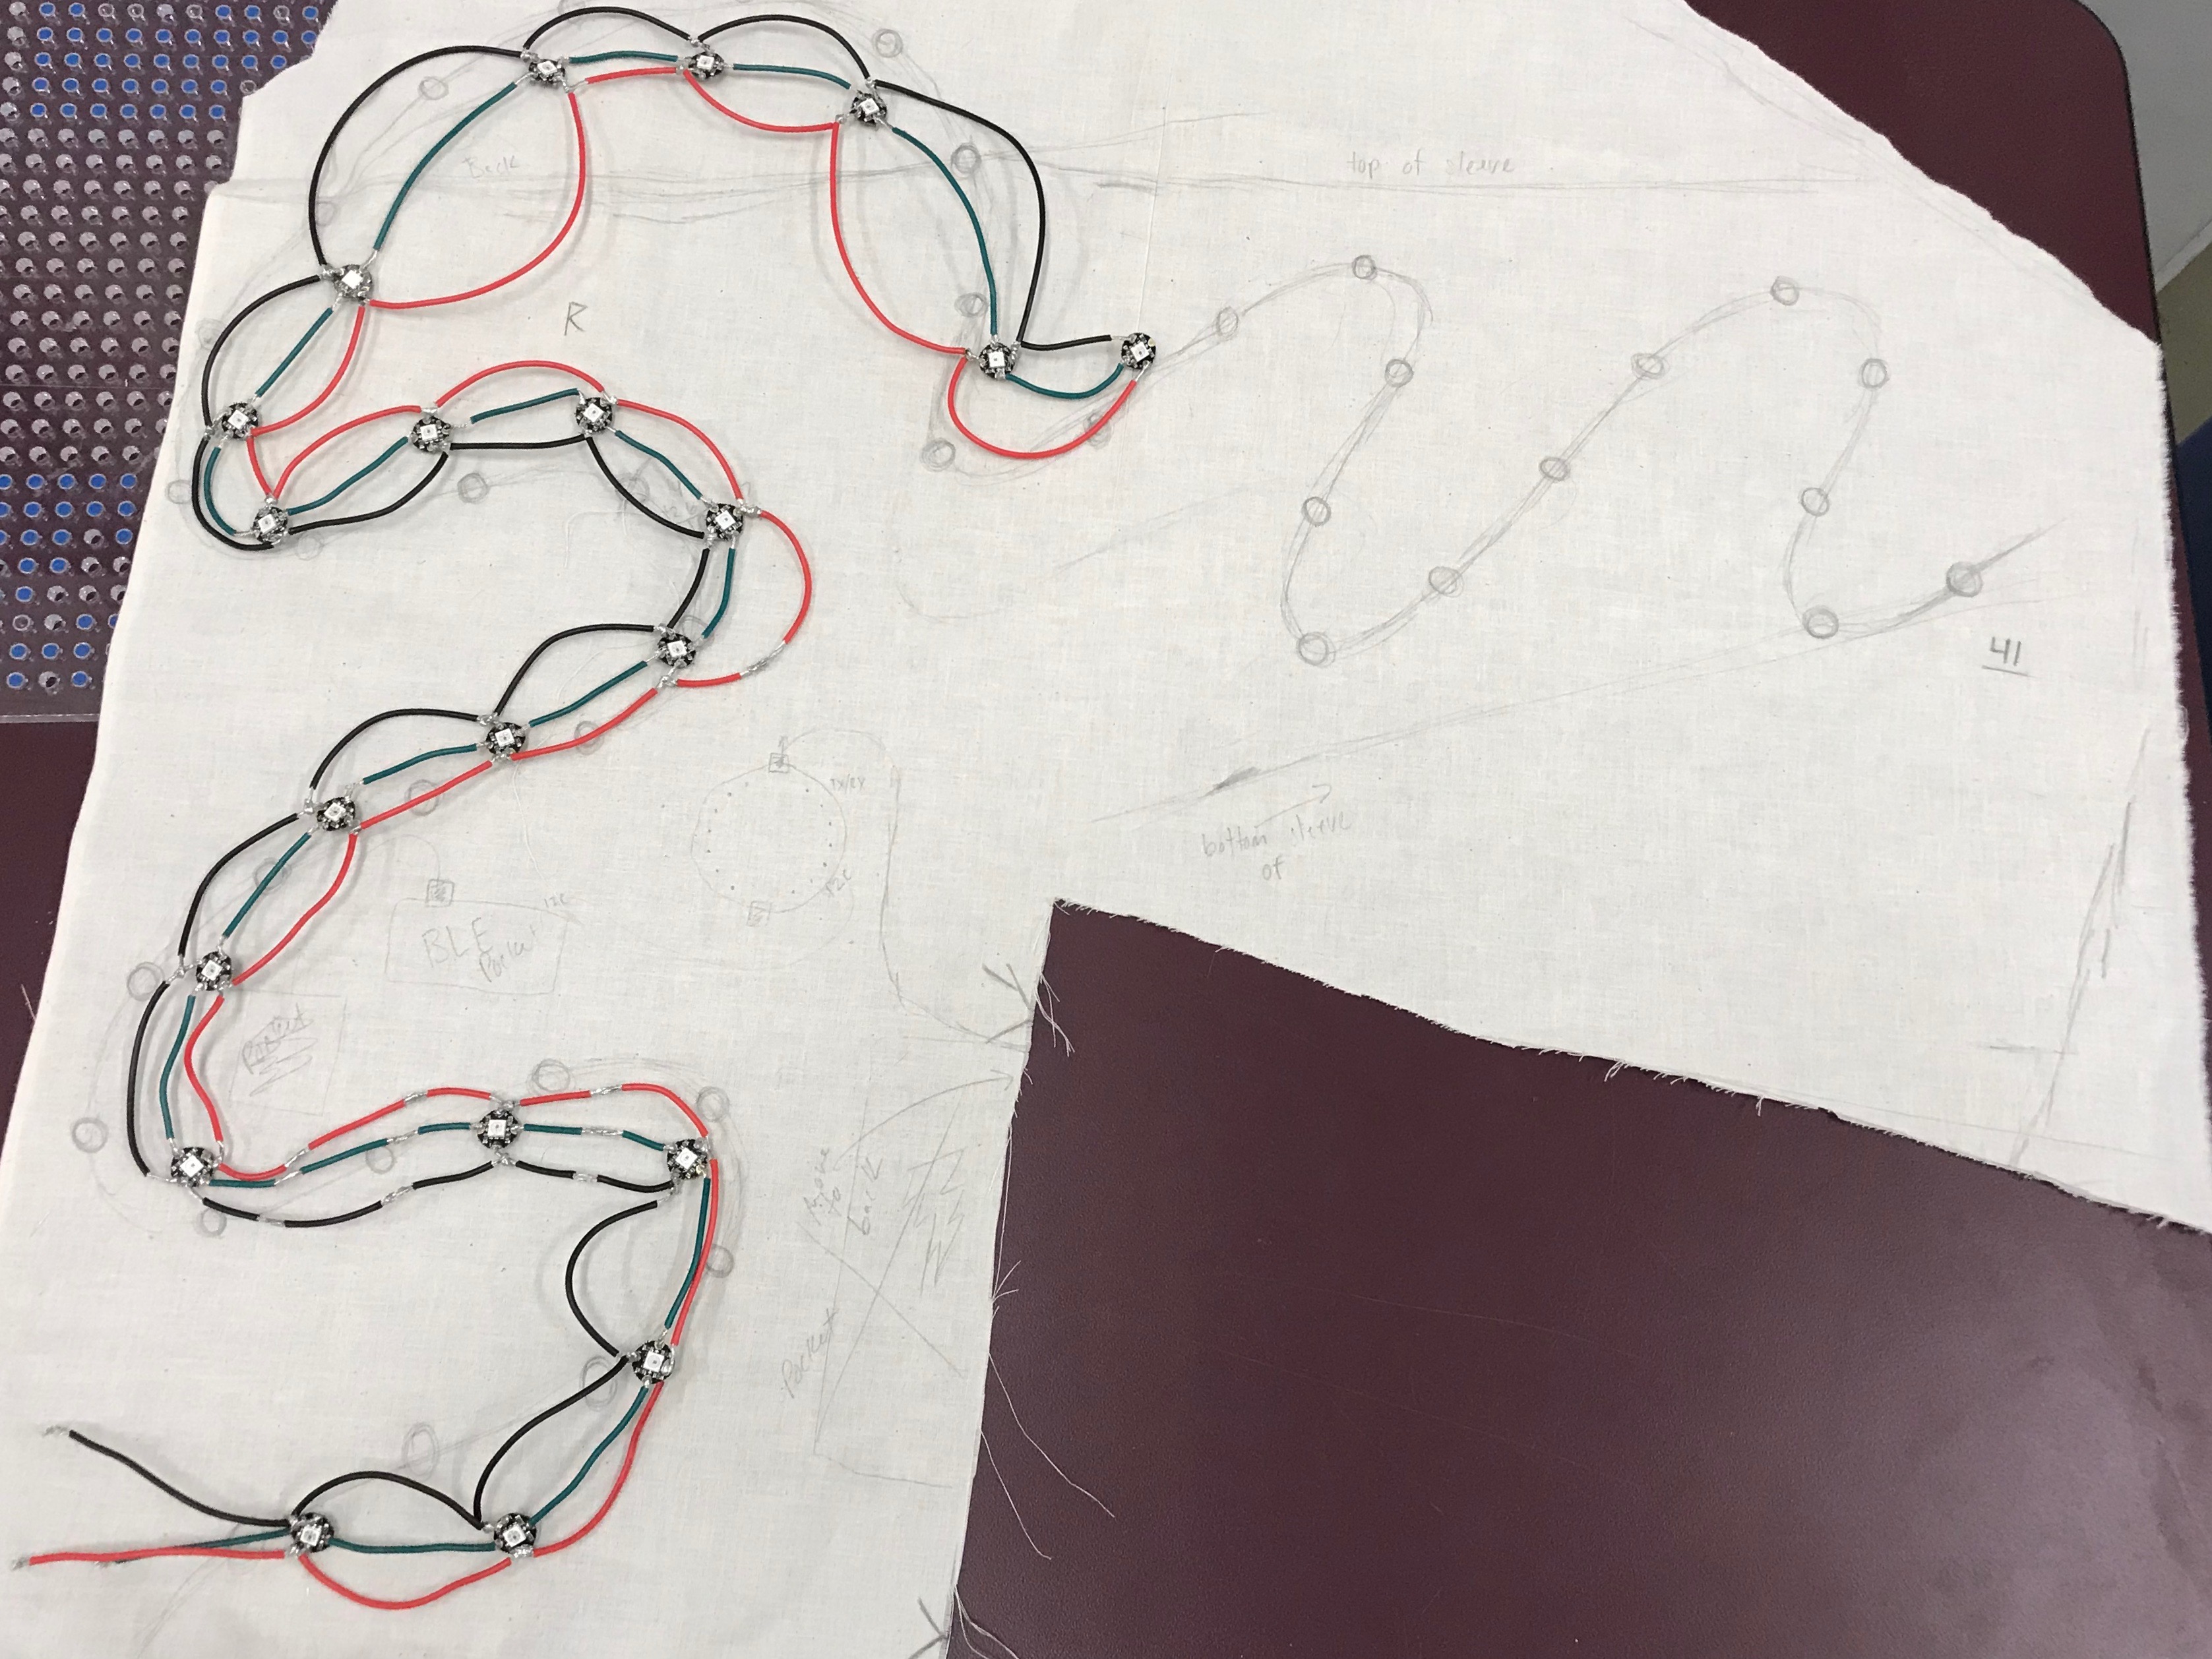 Back
top of sleeve
R
41
TX/RX
bottom sleeve
of
I2C
I2C
BLE
Pocket
Pocket
move
to
back
Pocket